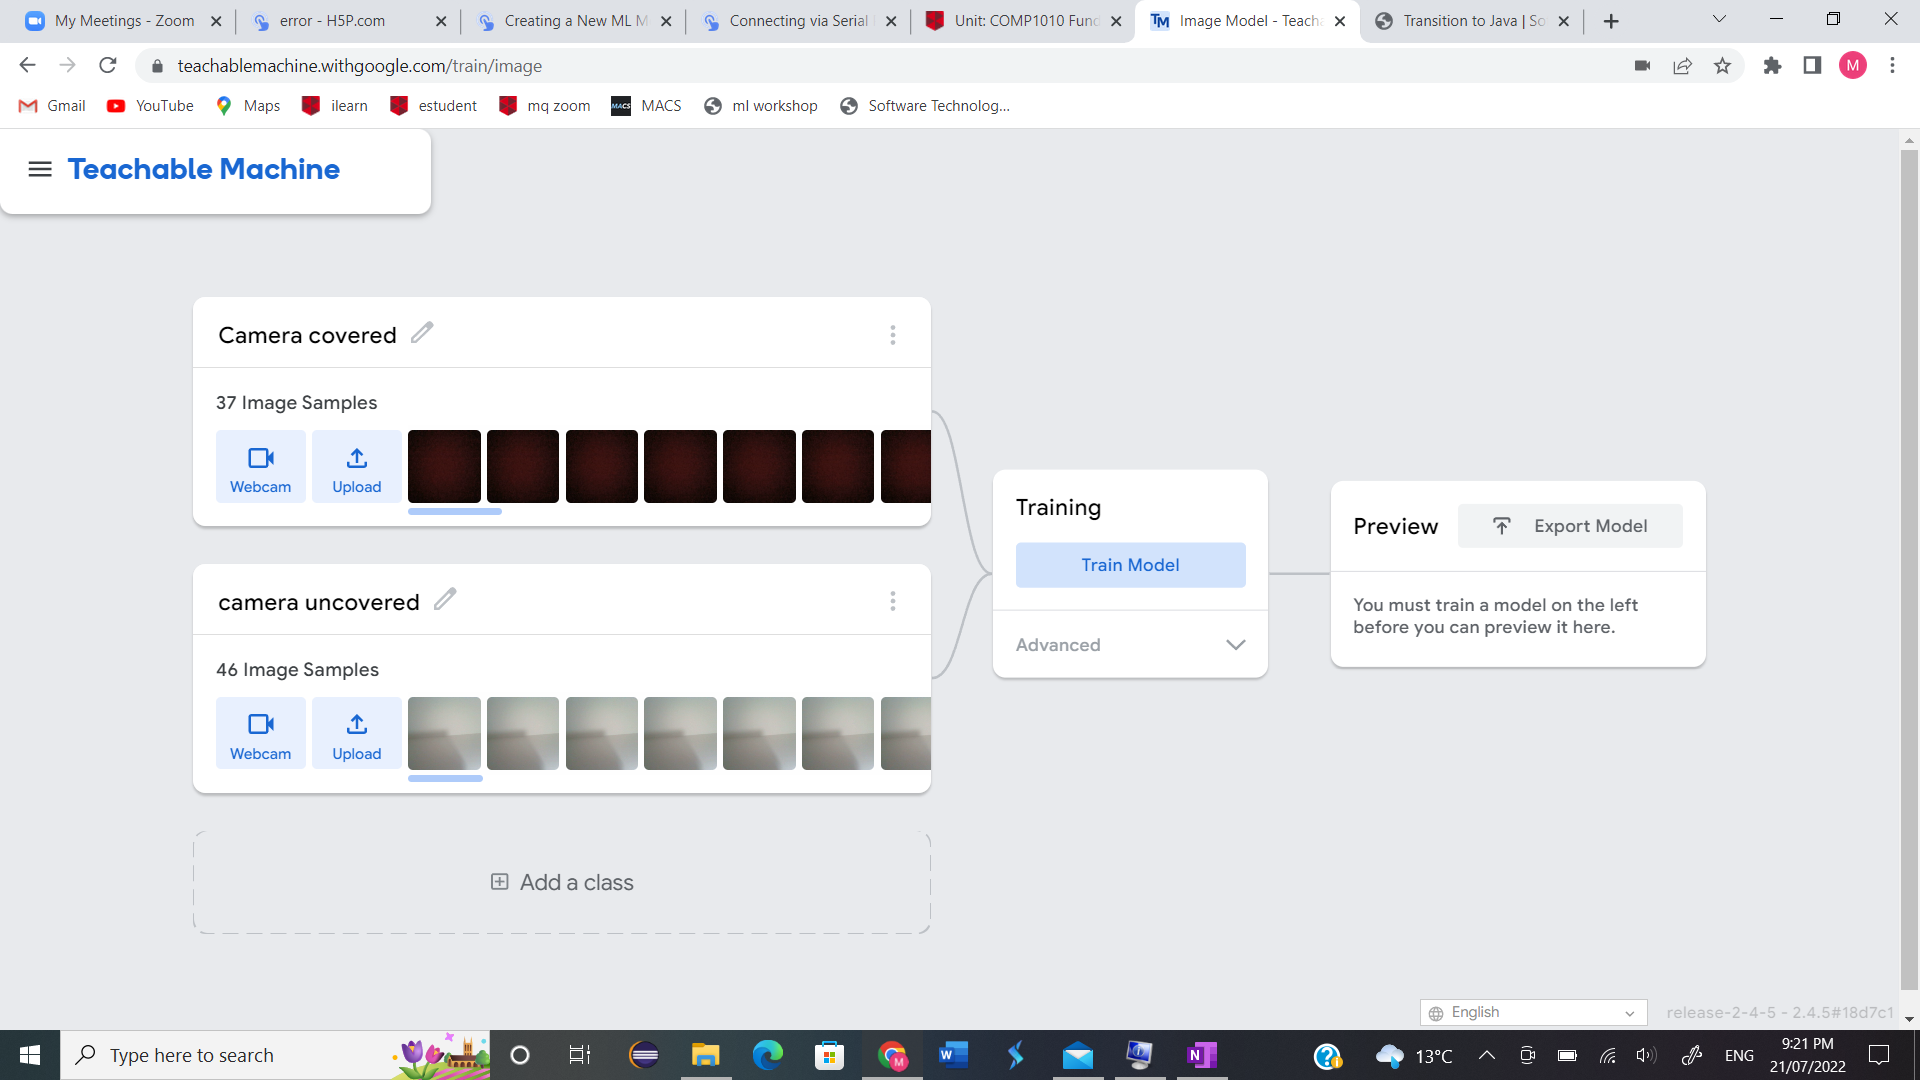 My Meetings - Zoom
error - H5P.com
Creating a New ML M
Connecting via Serial
Unit: COMP1010 Fund
TM Image Model - Teach
Transition to Java | So
teachablemachine.withgoogle.com/train/image
M
Gmail YouTube Maps ilearn estudent mq zoom MACS MACS ml workshop Software Technolog...
Teachable Machine
Camera covered
37 Image Samples
Webcam Upload
camera uncovered
46 Image Samples
Webcam Upload
Add a class
Training
Train Model
Advanced
Preview Export Model
You must train a model on the left
before you can preview it here.
English
release-2-4-5 - 2.4.5#18d7c1
Type here to search
13°C
ENG
9:21 PM
21/07/2022